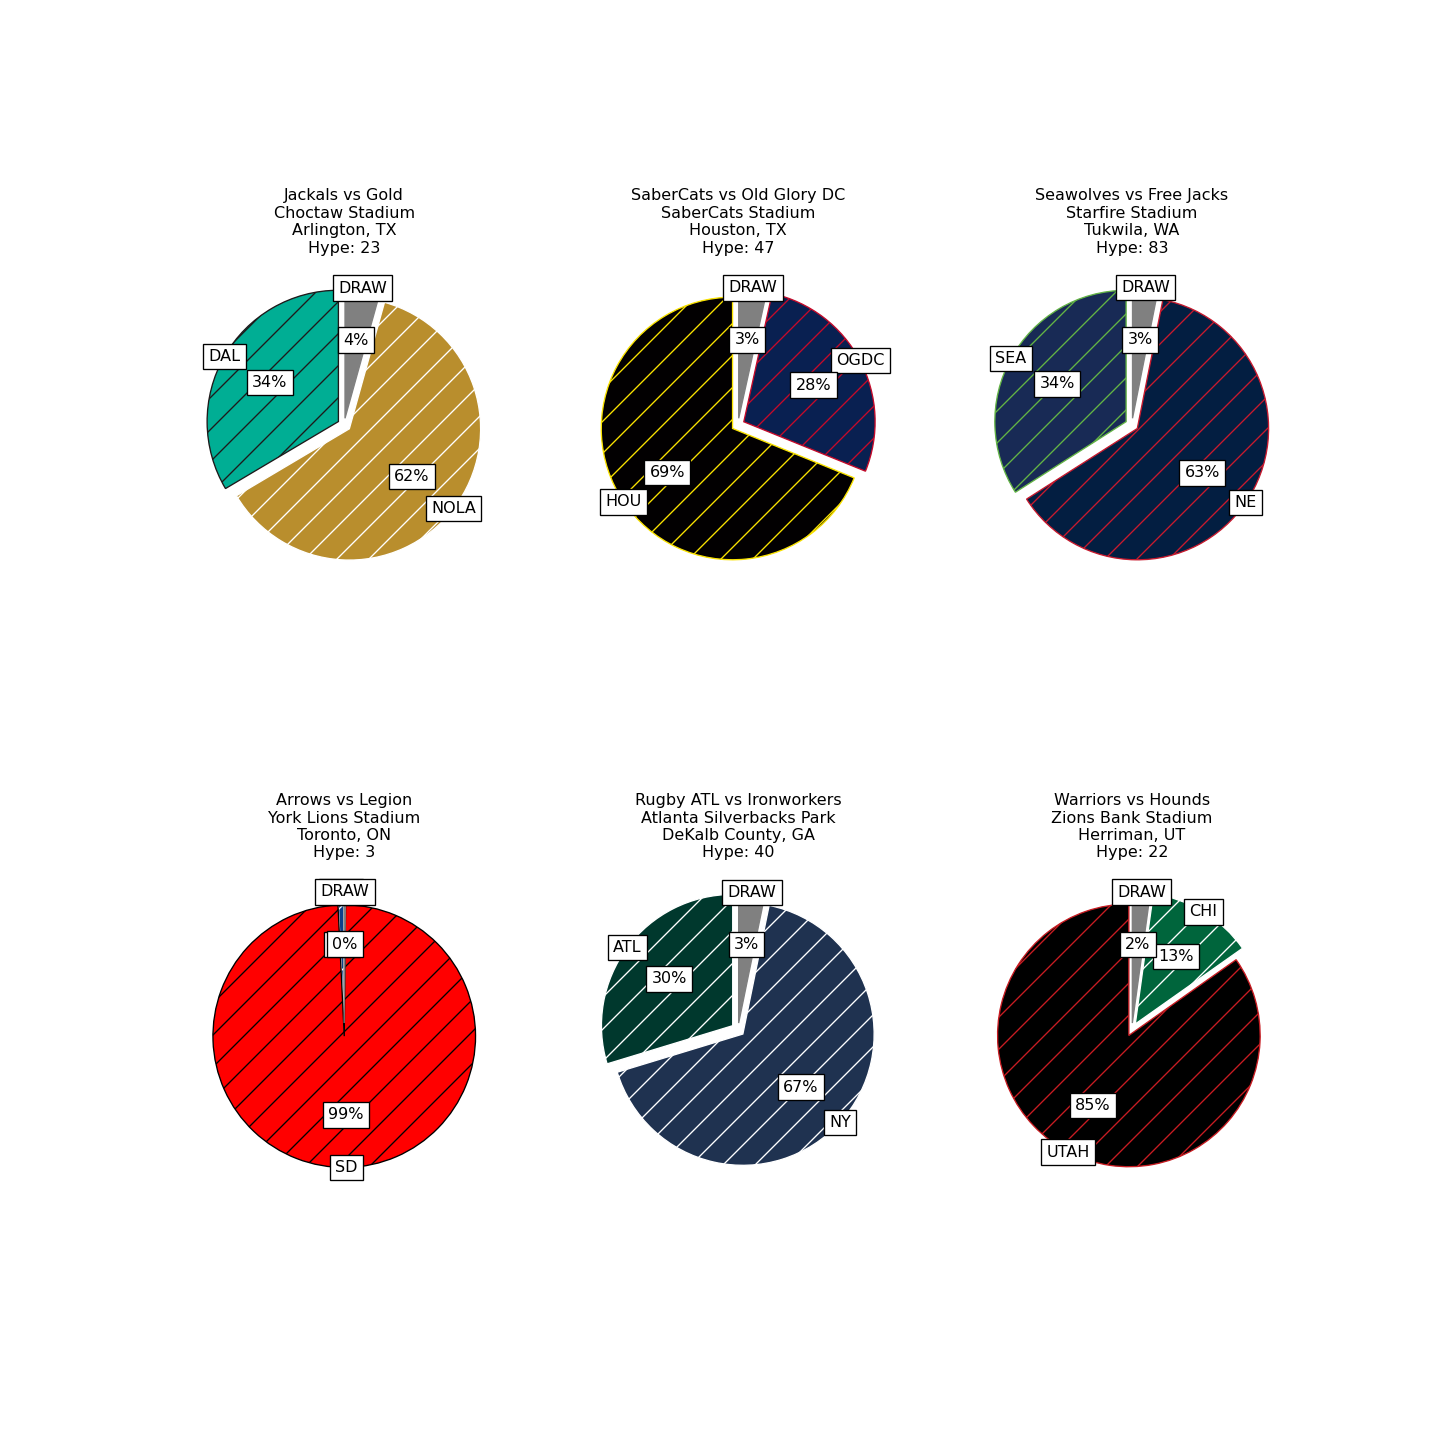 Jackals vs Gold
Choctaw Stadium
Arlington, TX
Hype: 23
DRAW
4%
DAL
34%
62%
NOLA
SaberCats vs Old Glory DC
SaberCats Stadium
Houston, TX
Hype: 47
DRAW
3%
OGDC
28%
69%
HOU
Seawolves vs Free Jacks
Starfire Stadium
Tukwila, WA
Hype: 83
DRAW
3%
SEA
34%
63%
NE
Arrows vs Legion
York Lions Stadium
Toronto, ON
Hype: 3
DRAW
0%
99%
SD
Rugby ATL vs Ironworkers
Atlanta Silverbacks Park
DeKalb County, GA
Hype: 40
DRAW
3%
ATL
30%
67%
NY
Warriors vs Hounds
Zions Bank Stadium
Herriman, UT
Hype: 22
DRAW
CHI
2%
13%
85%
UTAH